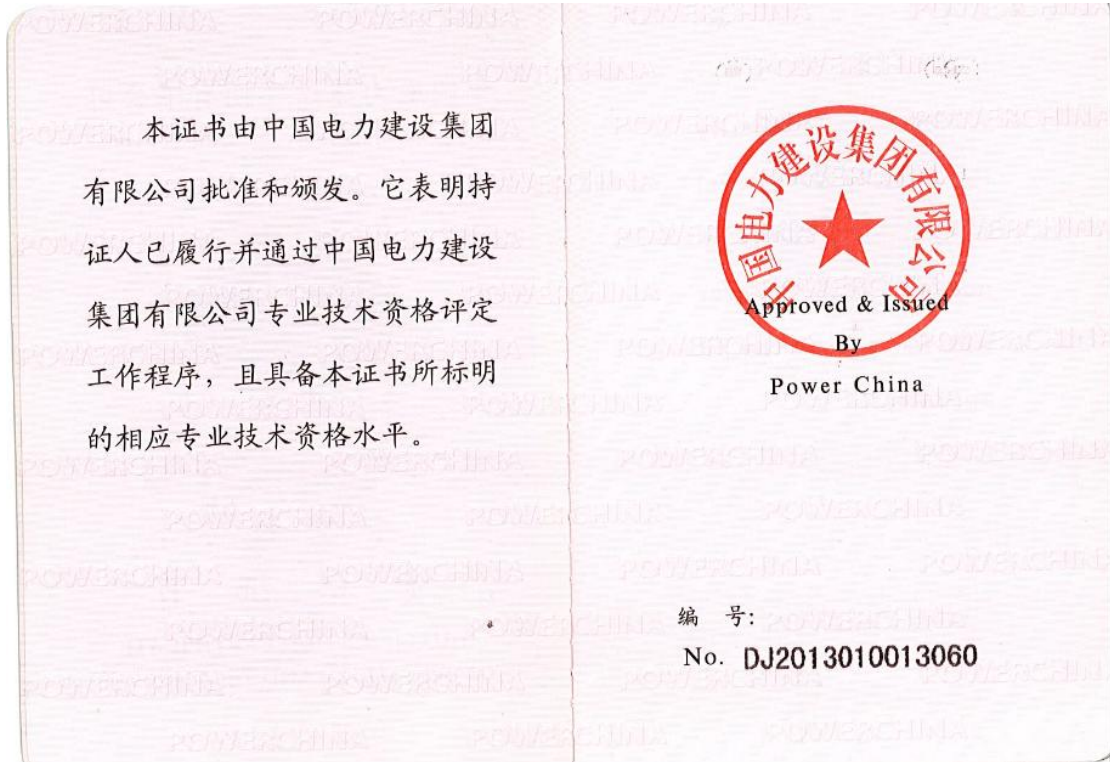 本证书由中国电力建设集团
有限公司批准和颁发。它表明持
证人已履行并通过中国电力建设
集团有限公司专业技术资格评定
工作程序，且具备本证书所标明
的相应专业技术资格水平。
中国电力建设集团有限公司
Approved & Issued
By
Power China
编 号:
No. DJ2013010013060